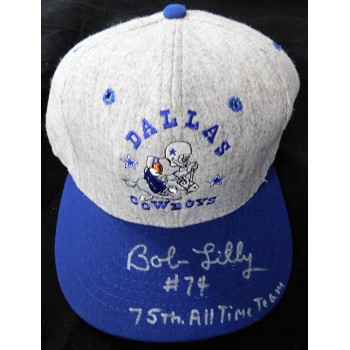 DALLAS
COWBOYS
Bob Lilly
#74
75th. All Time Team